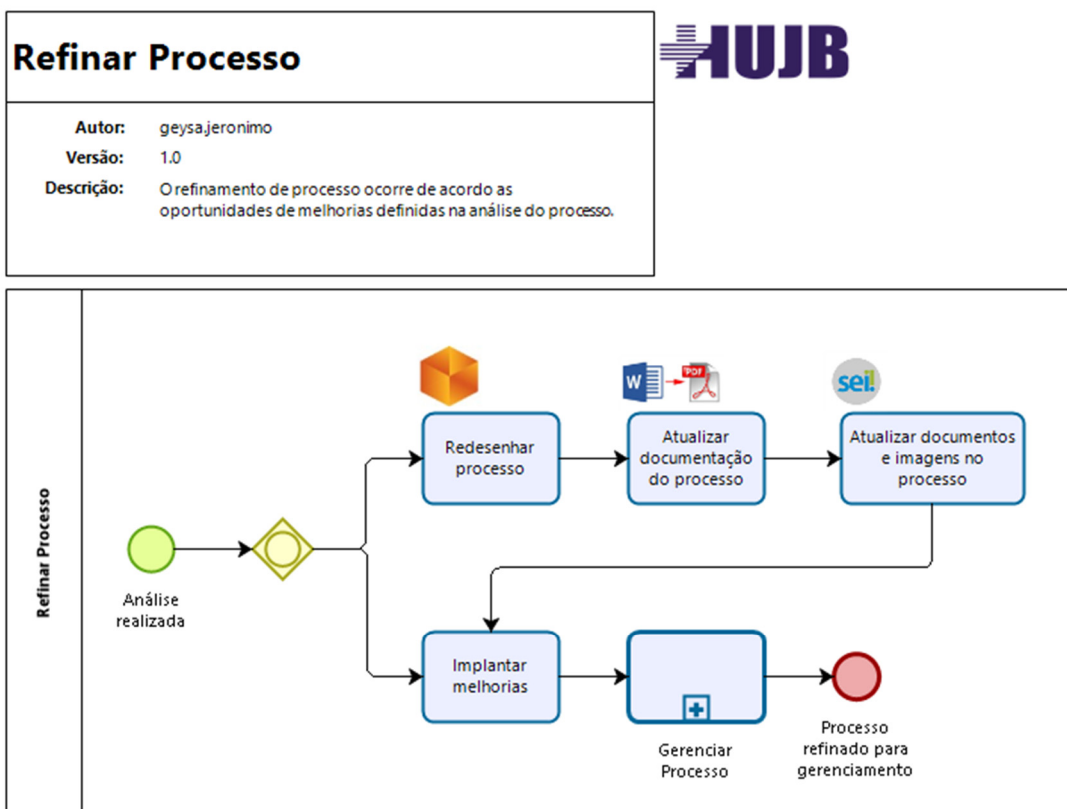 Refinar Processo
HUJB
Autor: geysa.jeronimo
Versão: 1.0
Descrição: O refinamento de processo ocorre de acordo as
oportunidades de melhorias definidas na análise do processo.
Refinar Processo
Análise
realizada
Redesenhar
processo
W
PDF
Atualizar
documentação
do processo
sei!
Atualizar documentos
e imagens no
processo
Implantar
melhorias
Gerenciar
Processo
Processo
refinado para
gerenciamento